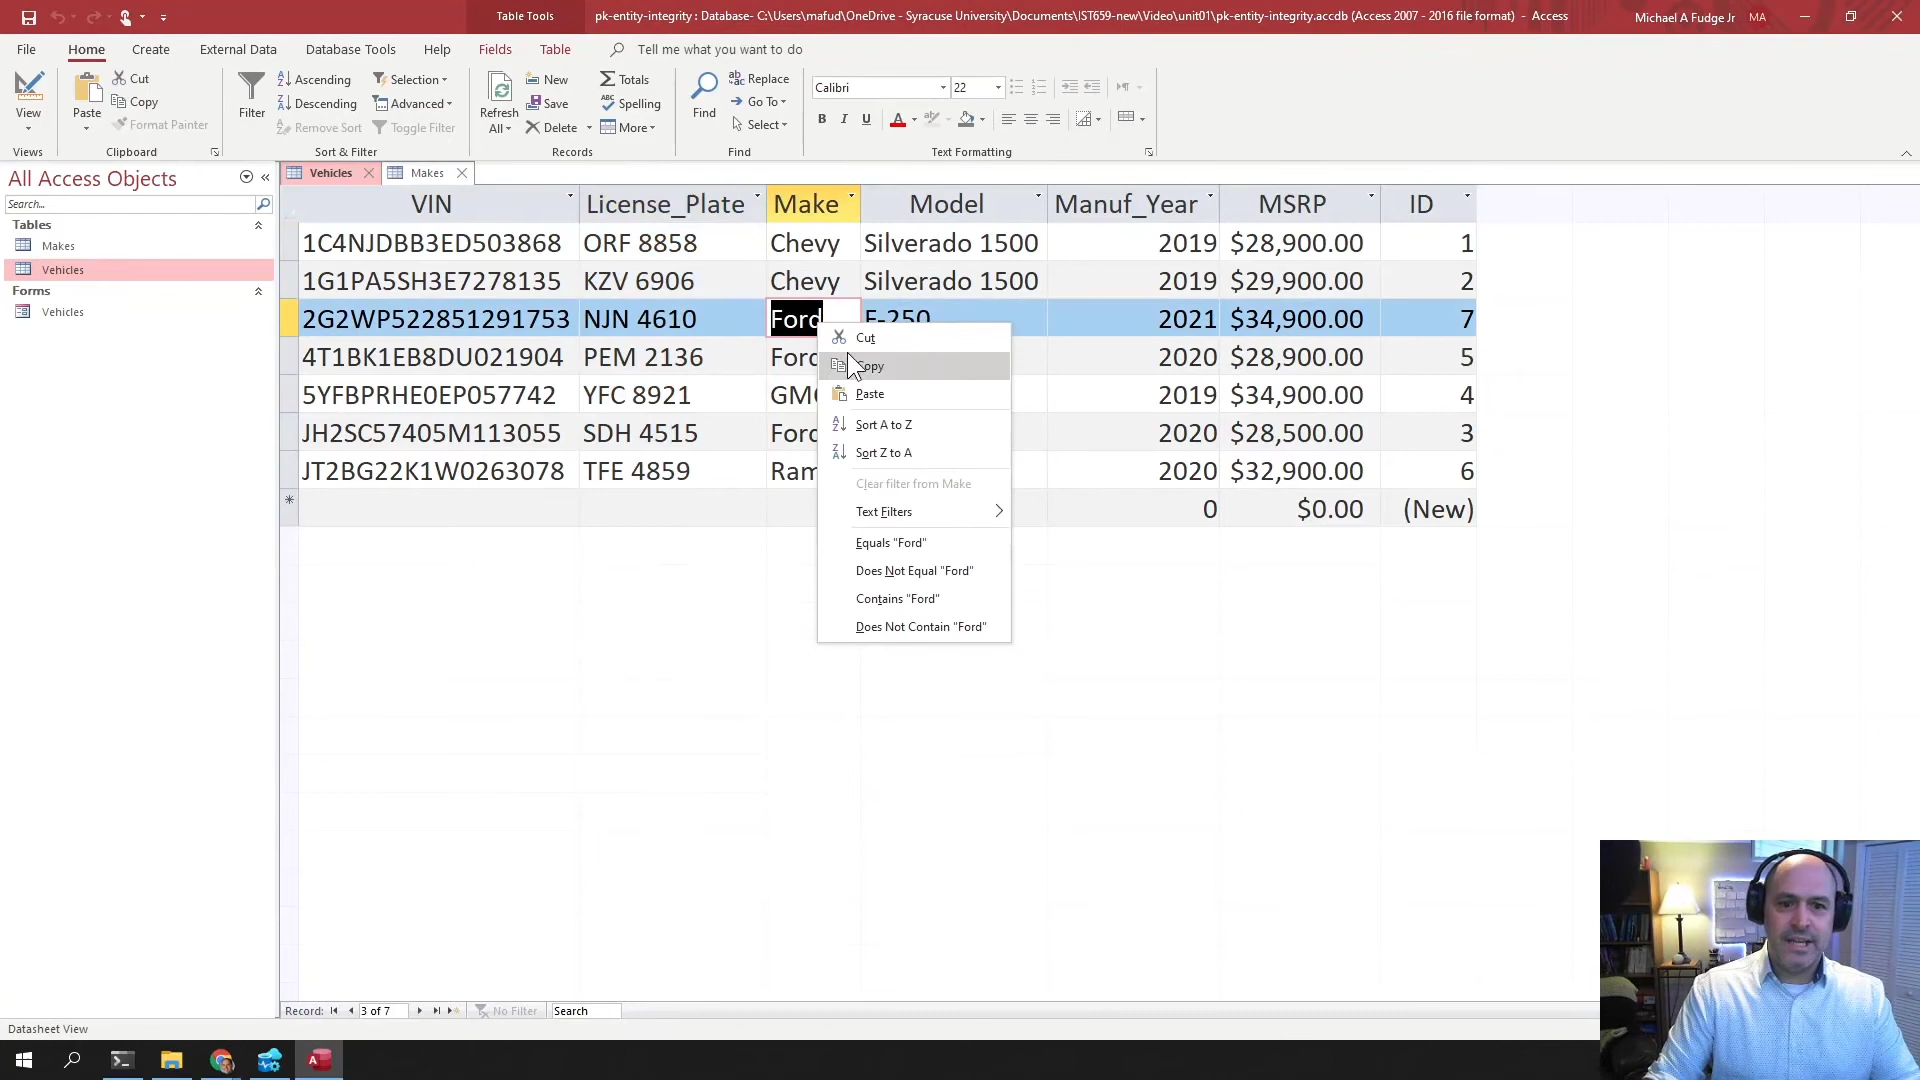 Table Tools
pk-entity-integrity : Database- C:\Users\mafud\OneDrive - Syracuse University\Documents\IST659-new\Video\unit01\pk-entity-integrity.accdb (Access 2007 - 2016 file format) - Access
Michael A Fudge Jr MA
File Home Create External Data Database Tools Help Fields Table Tell me what you want to do
View
Paste
Cut
Copy
Format Painter
Filter
Ascending
Descending
Remove Sort
Selection
Advanced
Toggle Filter
Refresh
All
New
Save
Delete
Totals
Spelling
More
Find
Replace
Go To
Select
Calibri 22
B I U A
Views Clipboard Sort & Filter Records Find Text Formatting
All Access Objects
Search...
Tables
Makes
Vehicles
Forms
Vehicles
Vehicles Makes
VIN License_Plate Make Model Manuf_Year MSRP ID
1C4NJDBB3ED503868 ORF 8858 Chevy Silverado 1500 2019 $28,900.00 1
1G1PA5SH3E7278135 KZV 6906 Chevy Silverado 1500 2019 $29,900.00 2
2G2WP522851291753 NJN 4610 Ford F-250 2021 $34,900.00 7
4T1BK1EB8DU021904 PEM 2136 Ford 2020 $28,900.00 5
5YFBPRHE0EP057742 YFC 8921 GMC 2019 $34,900.00 4
JH2SC57405M113055 SDH 4515 Ford 2020 $28,500.00 3
JT2BG22K1W0263078 TFE 4859 Ram 2020 $32,900.00 6
* 0 $0.00 (New)
Cut
Copy
Paste
Sort A to Z
Sort Z to A
Clear filter from Make
Text Filters
Equals "Ford"
Does Not Equal "Ford"
Contains "Ford"
Does Not Contain "Ford"
Record: 3 of 7 No Filter Search
Datasheet View